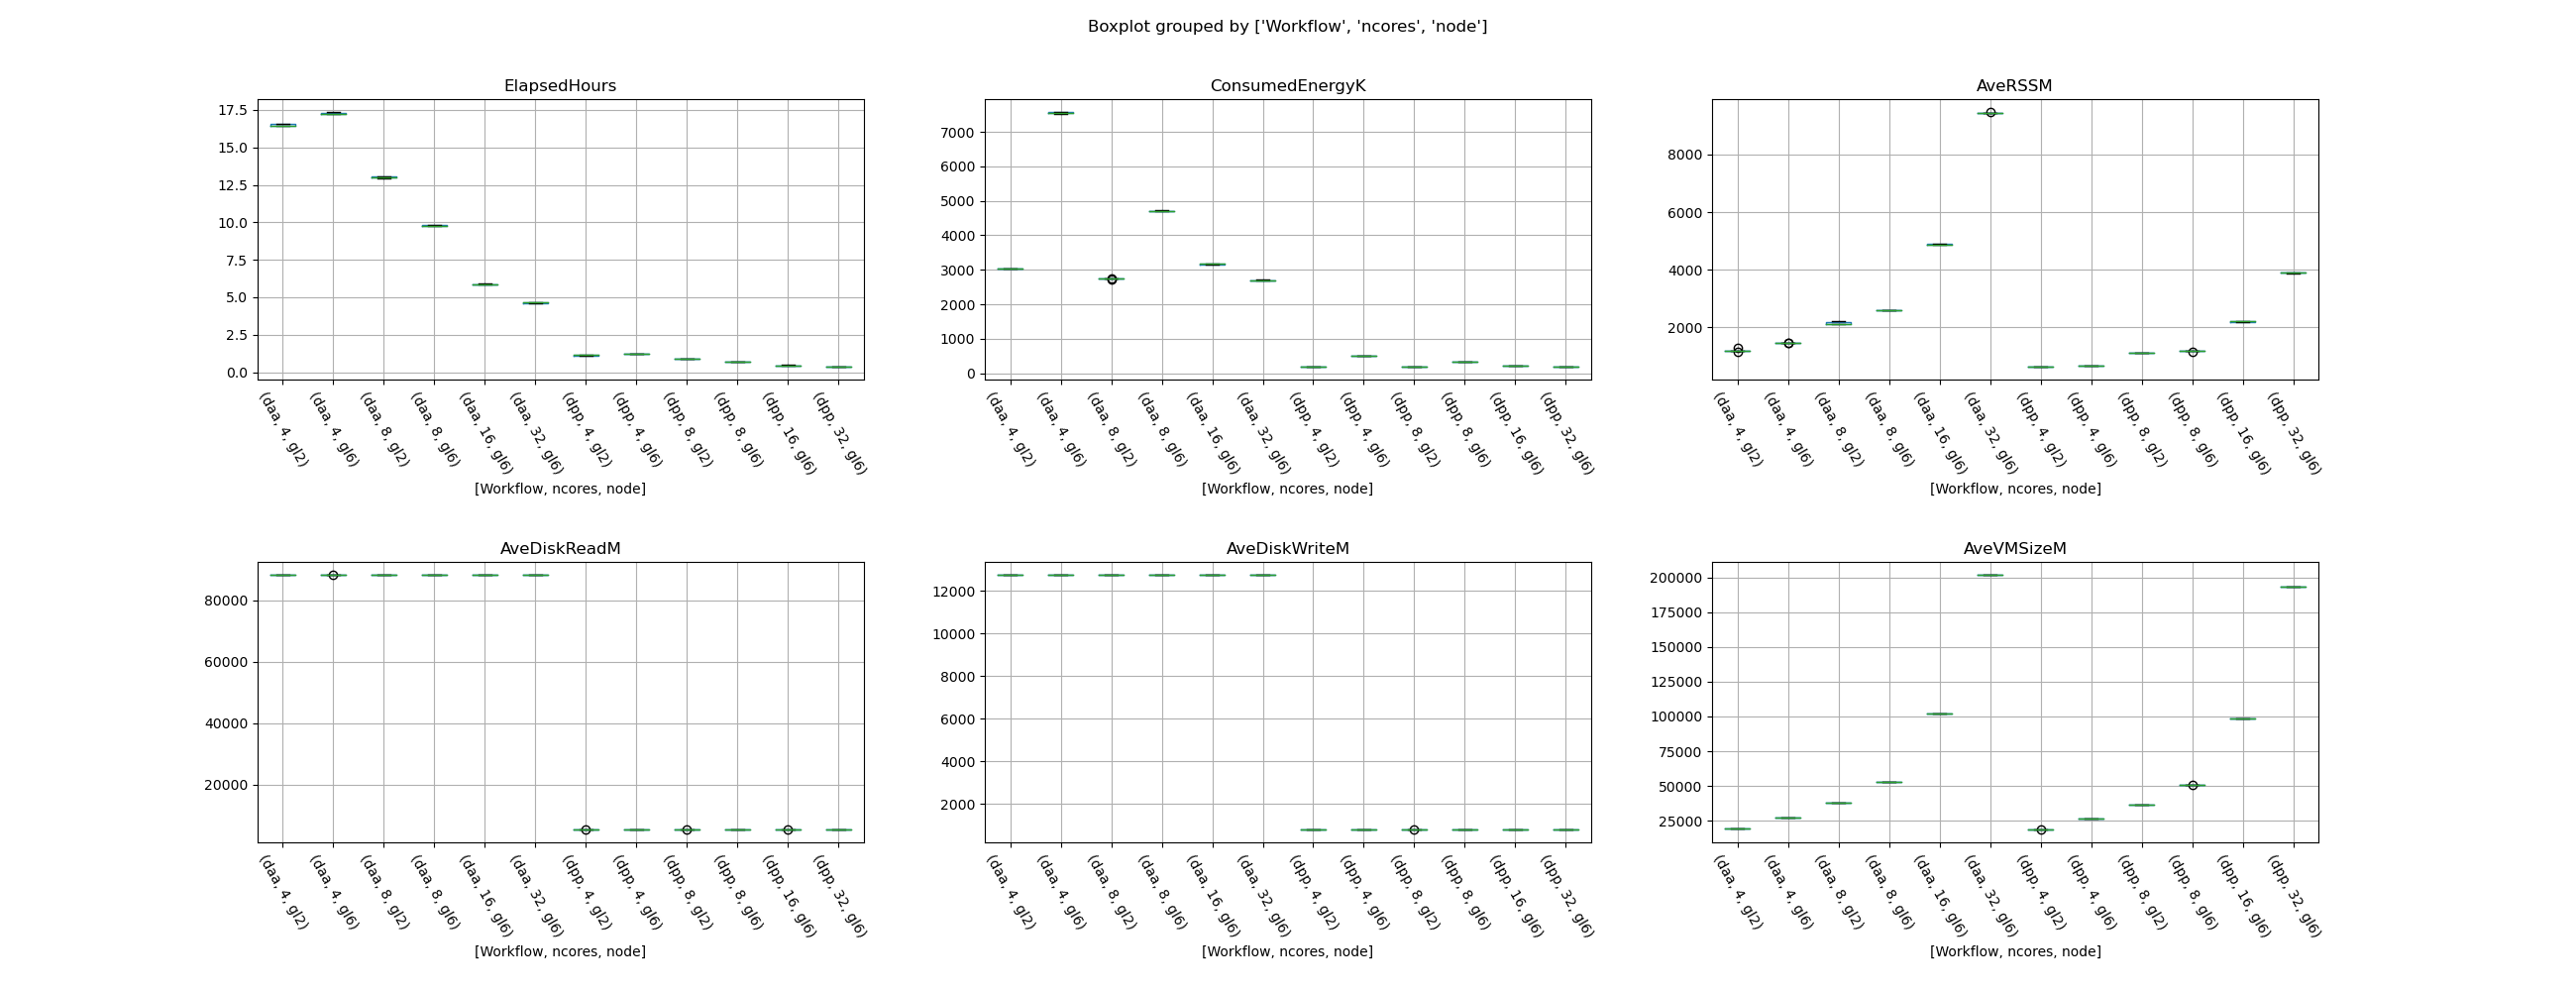 Boxplot grouped by ['Workflow', 'ncores', 'node']
ElapsedHours
17.5
15.0
12.5
10.0
7.5
5.0
2.5
0.0
(daa, 4, gl2)
(daa, 4, gl6)
(daa, 8, gl2)
(daa, 8, gl6)
(daa, 16, gl6)
(daa, 32, gl6)
(dpp, 4, gl2)
(dpp, 4, gl6)
(dpp, 8, gl2)
(dpp, 8, gl6)
(dpp, 16, gl6)
(dpp, 32, gl6)
[Workflow, ncores, node]
ConsumedEnergyK
7000
6000
5000
4000
3000
2000
1000
0
(daa, 4, gl2)
(daa, 4, gl6)
(daa, 8, gl2)
(daa, 8, gl6)
(daa, 16, gl6)
(daa, 32, gl6)
(dpp, 4, gl2)
(dpp, 4, gl6)
(dpp, 8, gl2)
(dpp, 8, gl6)
(dpp, 16, gl6)
(dpp, 32, gl6)
[Workflow, ncores, node]
AveRSSM
8000
6000
4000
2000
(daa, 4, gl2)
(daa, 4, gl6)
(daa, 8, gl2)
(daa, 8, gl6)
(daa, 16, gl6)
(daa, 32, gl6)
(dpp, 4, gl2)
(dpp, 4, gl6)
(dpp, 8, gl2)
(dpp, 8, gl6)
(dpp, 16, gl6)
(dpp, 32, gl6)
[Workflow, ncores, node]
AveDiskReadM
80000
60000
40000
20000
(daa, 4, gl2)
(daa, 4, gl6)
(daa, 8, gl2)
(daa, 8, gl6)
(daa, 16, gl6)
(daa, 32, gl6)
(dpp, 4, gl2)
(dpp, 4, gl6)
(dpp, 8, gl2)
(dpp, 8, gl6)
(dpp, 16, gl6)
(dpp, 32, gl6)
[Workflow, ncores, node]
AveDiskWriteM
12000
10000
8000
6000
4000
2000
(daa, 4, gl2)
(daa, 4, gl6)
(daa, 8, gl2)
(daa, 8, gl6)
(daa, 16, gl6)
(daa, 32, gl6)
(dpp, 4, gl2)
(dpp, 4, gl6)
(dpp, 8, gl2)
(dpp, 8, gl6)
(dpp, 16, gl6)
(dpp, 32, gl6)
[Workflow, ncores, node]
AveVMSizeM
200000
175000
150000
125000
100000
75000
50000
25000
(daa, 4, gl2)
(daa, 4, gl6)
(daa, 8, gl2)
(daa, 8, gl6)
(daa, 16, gl6)
(daa, 32, gl6)
(dpp, 4, gl2)
(dpp, 4, gl6)
(dpp, 8, gl2)
(dpp, 8, gl6)
(dpp, 16, gl6)
(dpp, 32, gl6)
[Workflow, ncores, node]